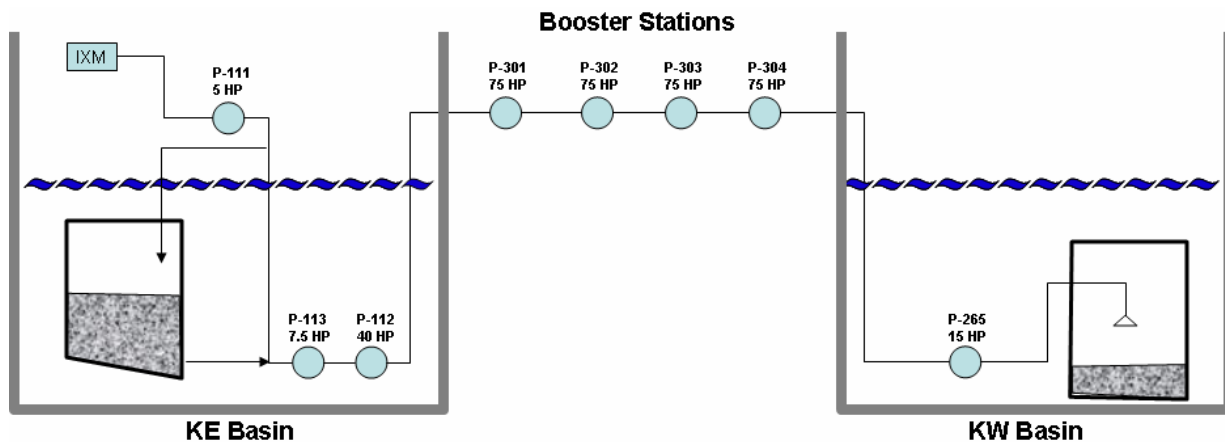 Booster Stations
IXM
P-111
5 HP
P-301
75 HP
P-302
75 HP
P-303
75 HP
P-304
75 HP
P-113
7.5 HP
P-112
40 HP
P-265
15 HP
KE Basin
KW Basin